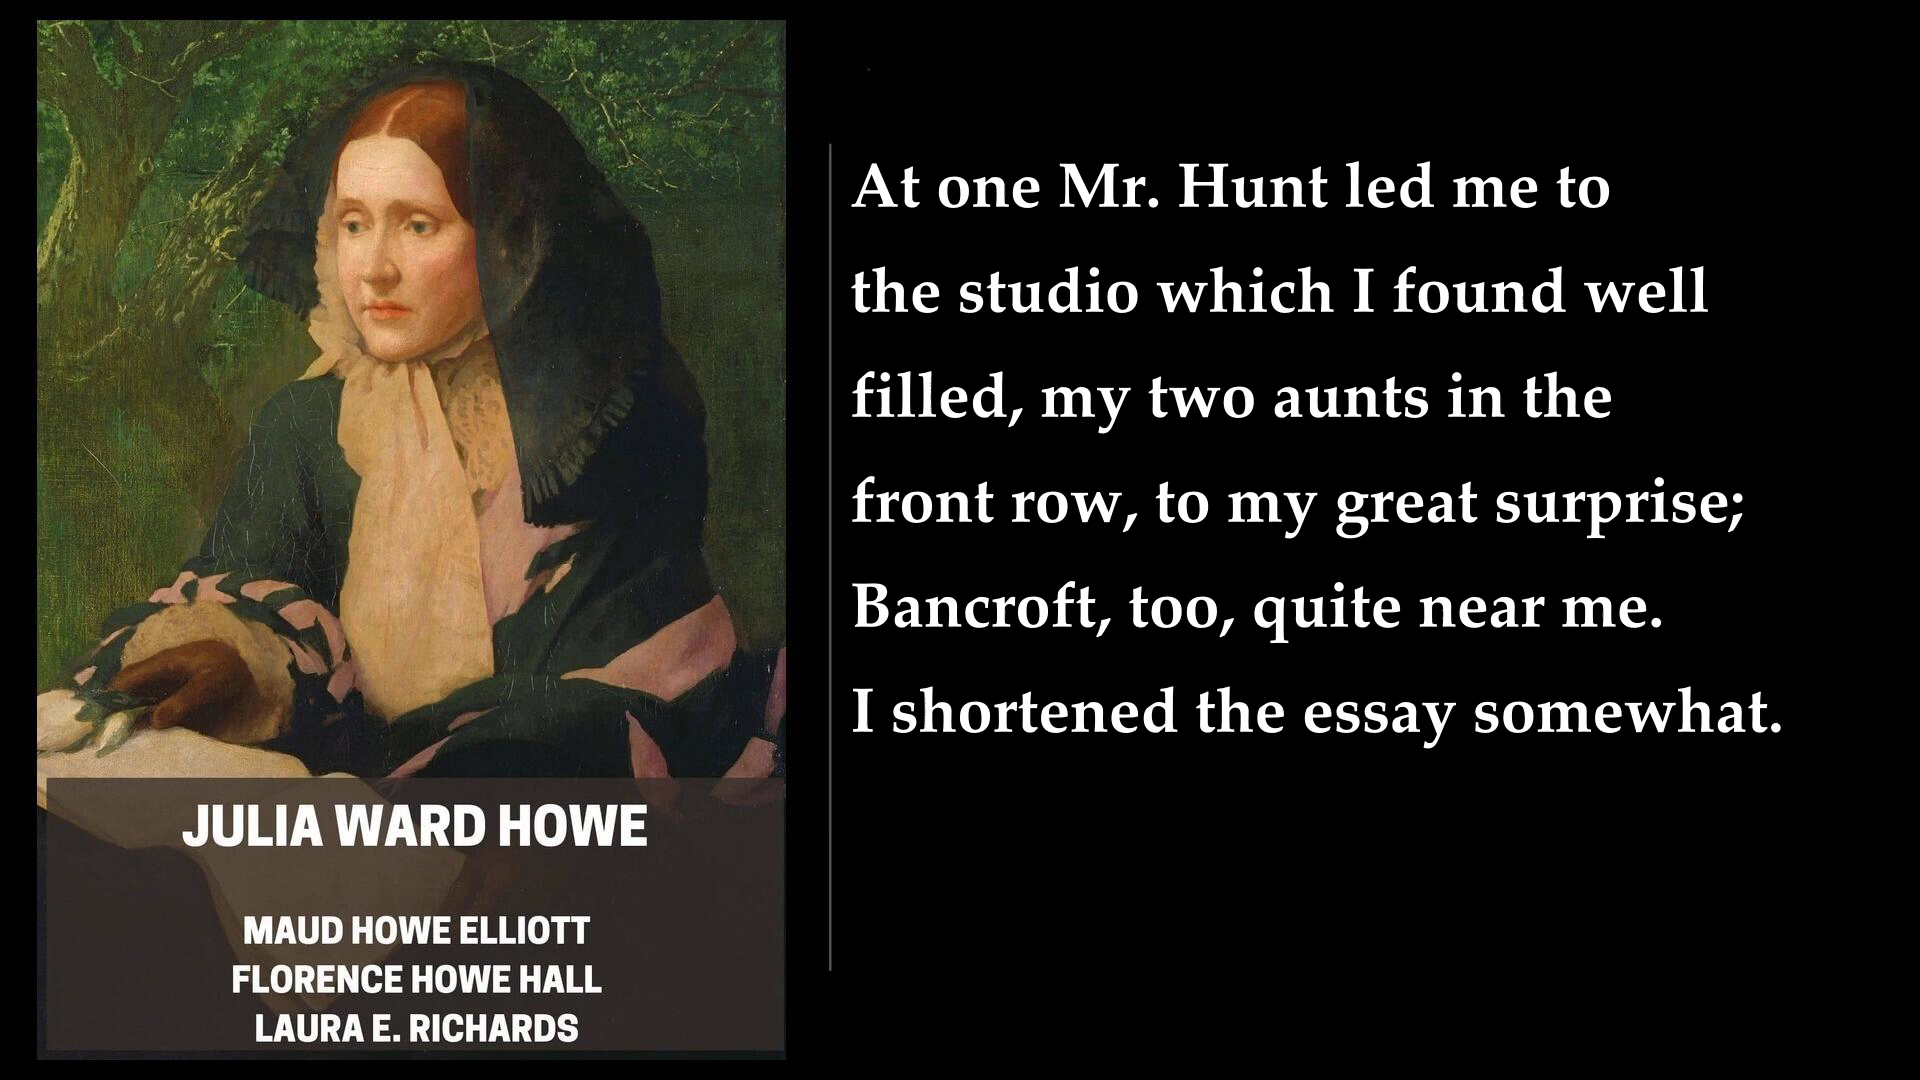 JULIA WARD HOWE
MAUD HOWE ELLIOTT
FLORENCE HOWE HALL
LAURA E. RICHARDS
At one Mr. Hunt led me to
the studio which I found well
filled, my two aunts in the
front row, to my great surprise;
Bancroft, too, quite near me.
I shortened the essay somewhat.